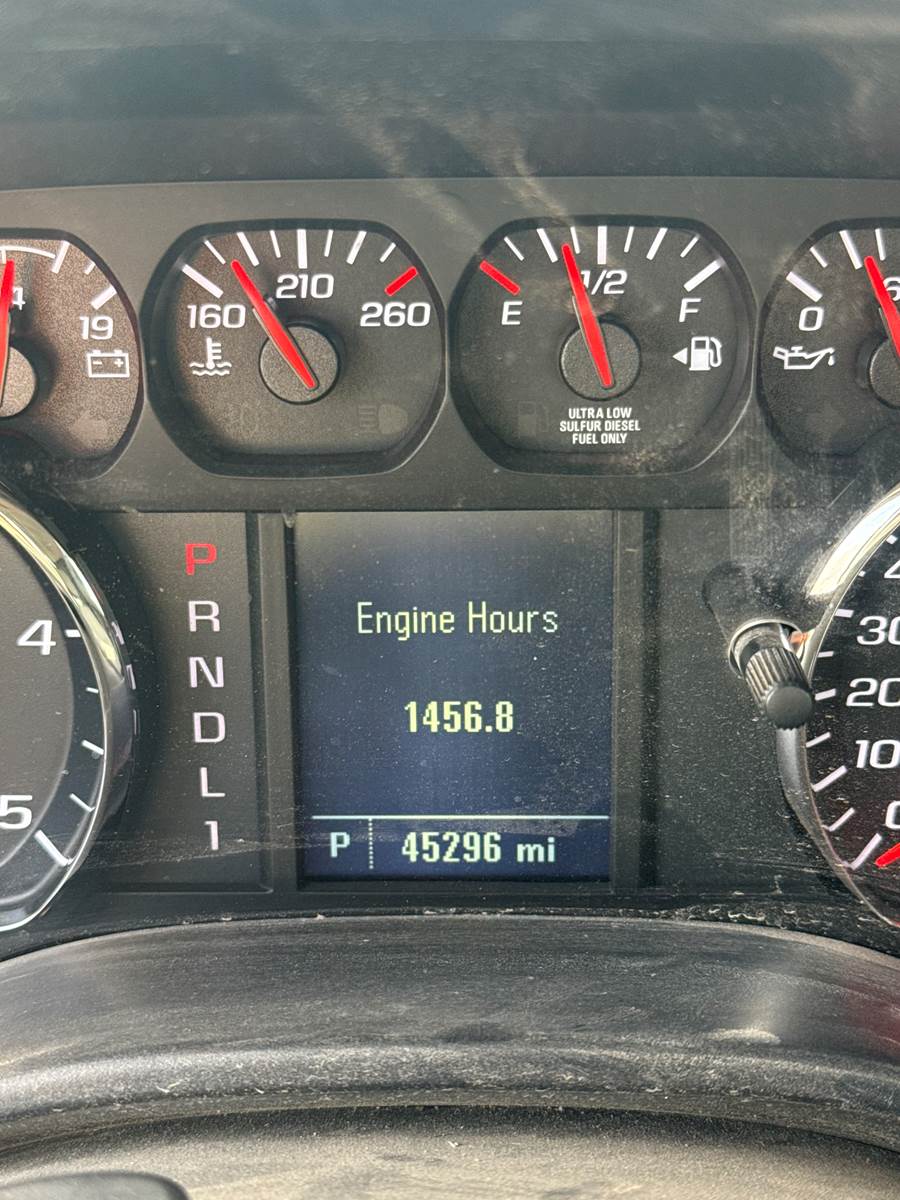 19
160
210
260
E
1/2
F
ULTRA LOW
SULFUR DIESEL
FUEL ONLY
0
P
R
N
D
L
1
4
5
Engine Hours
1456.8
P 45296 mi
30
20
10